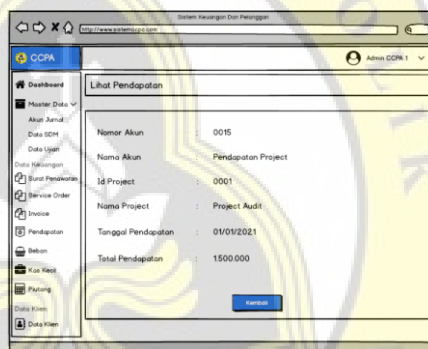 Sistem Keuangan Dan Pelanggan
http://www.sistemccpa.com
CCPA
Admin CCPA 1
Dashboard
Lihat Pendapatan
Master Data
Akun Jurnal
Data SDM
Data Ujian
Data Keuangan
Surat Penawaran
Service Order
Invoice
Pendapatan
Beban
Kas Kecil
Piutang
Data Klien
Data Klien
Nomor Akun : 0015
Nama Akun : Pendapatan Project
Id Project : 0001
Nama Project : Project Audit
Tanggal Pendapatan : 01/01/2021
Total Pendapatan : 1.500.000
Kembali